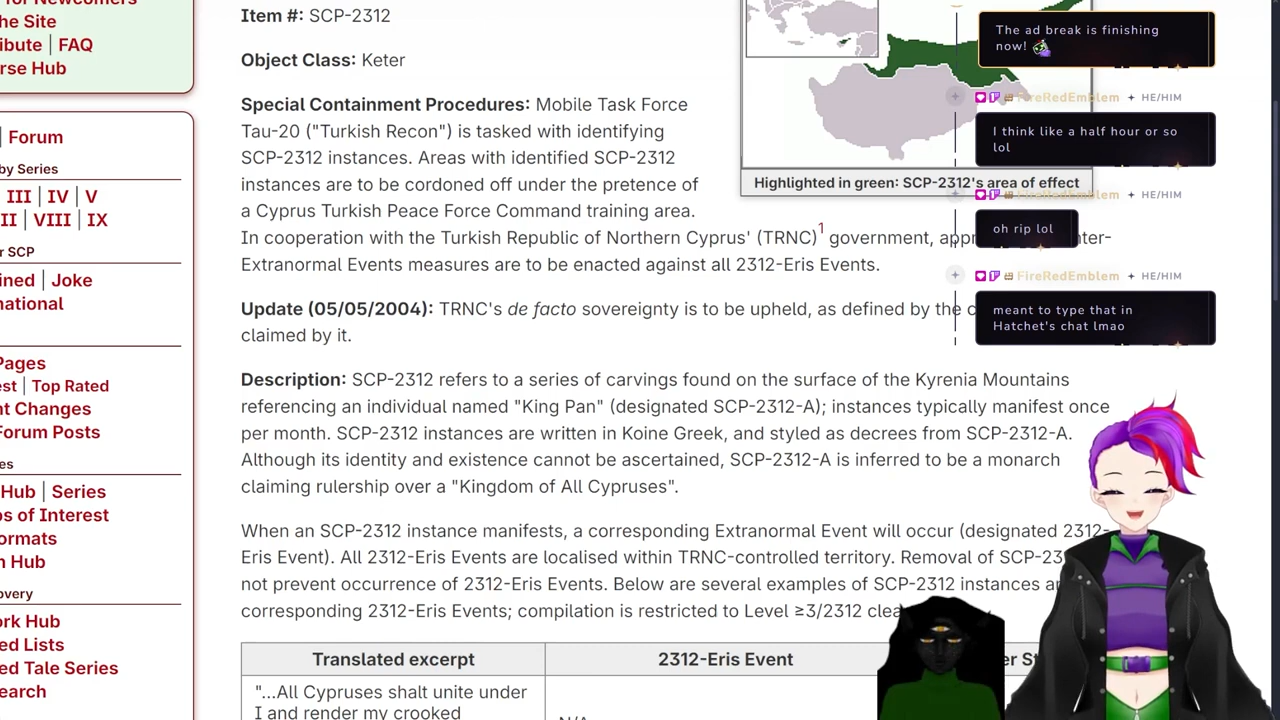 for Newcomers
the Site
ibute | FAQ
rse Hub
| Forum
by Series
III | IV | V
II | VIII | IX
r SCP
ined | Joke
national
Pages
est | Top Rated
nt Changes
Forum Posts
es
Hub | Series
ps of Interest
ormats
n Hub
overy
ork Hub
ed Lists
ed Tale Series
earch
Item #: SCP-2312
Object Class: Keter
Special Containment Procedures: Mobile Task Force
Tau-20 ("Turkish Recon") is tasked with identifying
SCP-2312 instances. Areas with identified SCP-2312
instances are to be cordoned off under the pretence of
a Cyprus Turkish Peace Force Command training area.
In cooperation with the Turkish Republic of Northern Cyprus' (TRNC)1 government,
Extranormal Events measures are to be enacted against all 2312-Eris Events.
Highlighted in green: SCP-2312's area of effect
Update (05/05/2004): TRNC's de facto sovereignty is to be upheld, as defined by the
claimed by it.
Description: SCP-2312 refers to a series of carvings found on the surface of the Kyrenia Mountains
referencing an individual named "King Pan" (designated SCP-2312-A); instances typically manifest once
per month. SCP-2312 instances are written in Koine Greek, and styled as decrees from SCP-2312-A.
Although its identity and existence cannot be ascertained, SCP-2312-A is inferred to be a monarch
claiming rulership over a "Kingdom of All Cypruses".
When an SCP-2312 instance manifests, a corresponding Extranormal Event will occur (designated 2312-
Eris Event). All 2312-Eris Events are localised within TRNC-controlled territory. Removal of
not prevent occurrence of 2312-Eris Events. Below are several examples of SCP-2312 instances
corresponding 2312-Eris Events; compilation is restricted to Level ≥3/2312
Translated excerpt
2312-Eris Event
"...All Cypruses shalt unite under
I and render my crooked
N/A
The ad break is finishing
now!
FireRedEmblem HE/HIM
I think like a half hour or so
lol
FireRedEmblem HE/HIM
oh rip lol
FireRedEmblem HE/HIM
meant to type that in
Hatchet's chat lmao